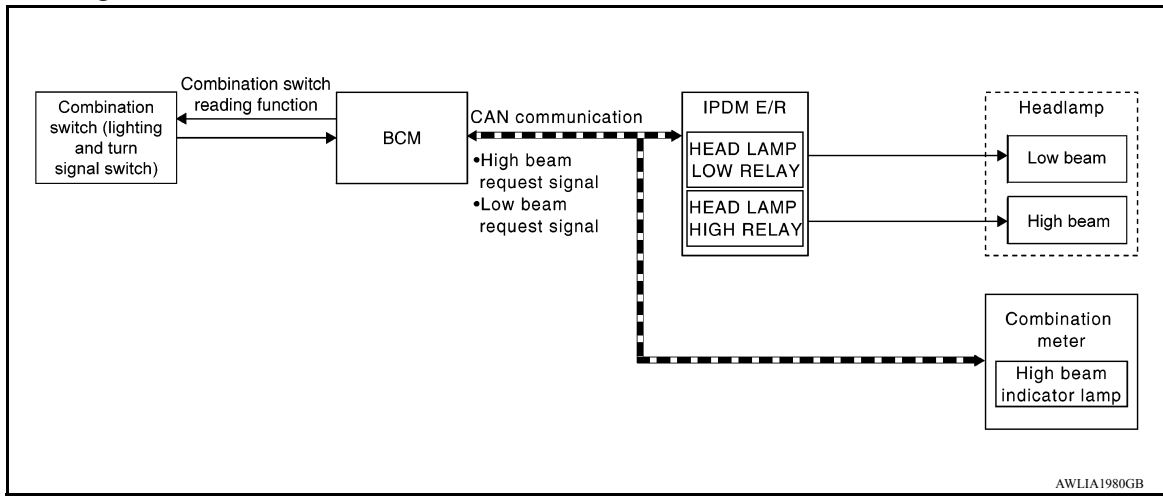 Combination switch
reading function
Combination
switch (lighting
and turn
signal switch)
BCM
CAN communication
•High beam
request signal
•Low beam
request signal
IPDM E/R
HEAD LAMP
LOW RELAY
HEAD LAMP
HIGH RELAY
Headlamp
Low beam
High beam
Combination
meter
High beam
indicator lamp
AWLIA1980GB